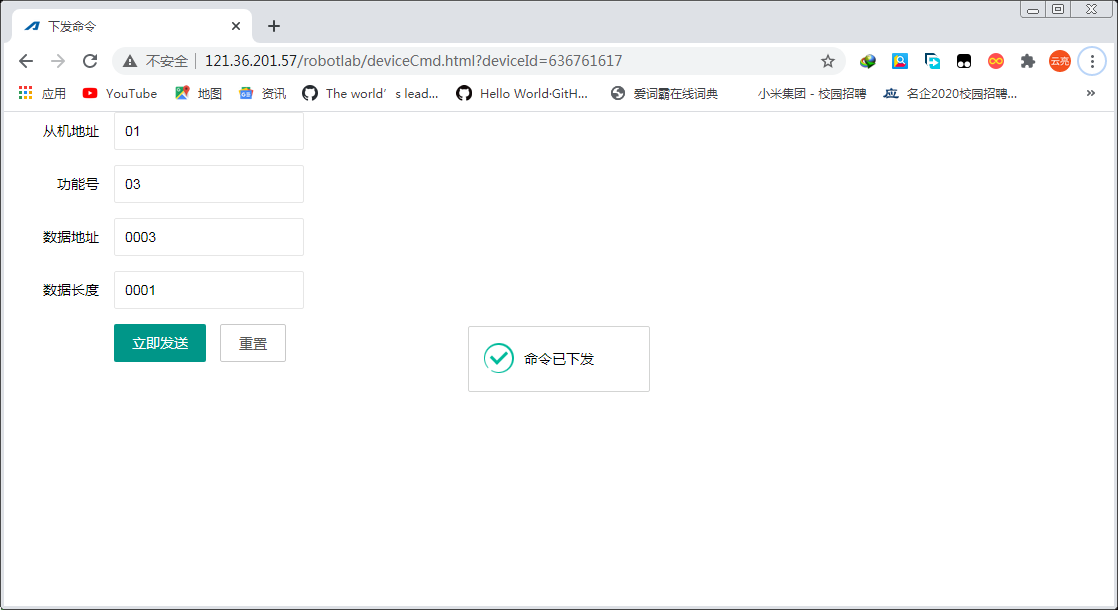 下发命令
不安全 121.36.201.57/robotlab/deviceCmd.html?deviceId=636761617 云亮
应用 YouTube 地图 资讯 The world’s lead... Hello World·GitH... 爱词霸在线词典 小米集团 - 校园招聘 应 名企2020校园招聘... »
从机地址 01
功能号 03
数据地址 0003
数据长度 0001
立即发送 重置
命令已下发